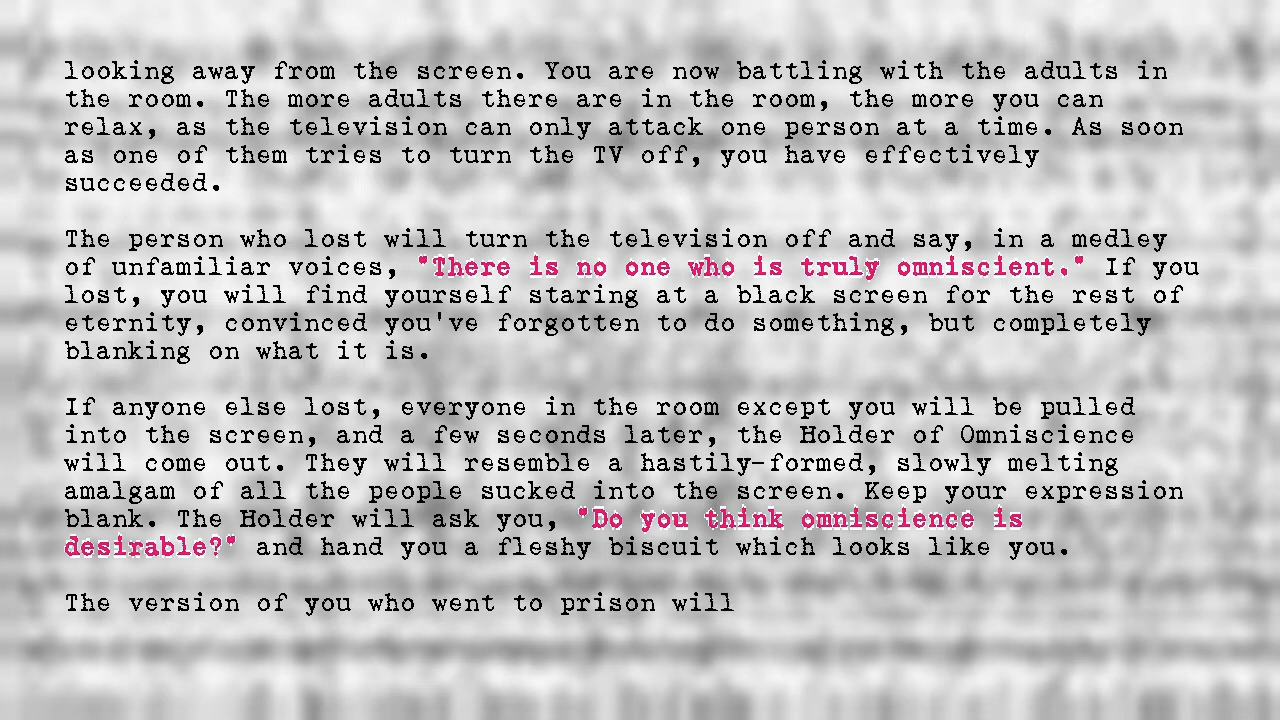 looking away from the screen. You are now battling with the adults in
the room. The more adults there are in the room, the more you can
relax, as the television can only attack one person at a time. As soon
as one of them tries to turn the TV off, you have effectively
succeeded.
The person who lost will turn the television off and say, in a medley
of unfamiliar voices, "There is no one who is truly omniscient." If you
lost, you will find yourself staring at a black screen for the rest of
eternity, convinced you've forgotten to do something, but completely
blanking on what it is.
If anyone else lost, everyone in the room except you will be pulled
into the screen, and a few seconds later, the Holder of Omniscience
will come out. They will resemble a hastily-formed, slowly melting
amalgam of all the people sucked into the screen. Keep your expression
blank. The Holder will ask you, "Do you think omniscience is
desirable?" and hand you a fleshy biscuit which looks like you.
The version of you who went to prison will